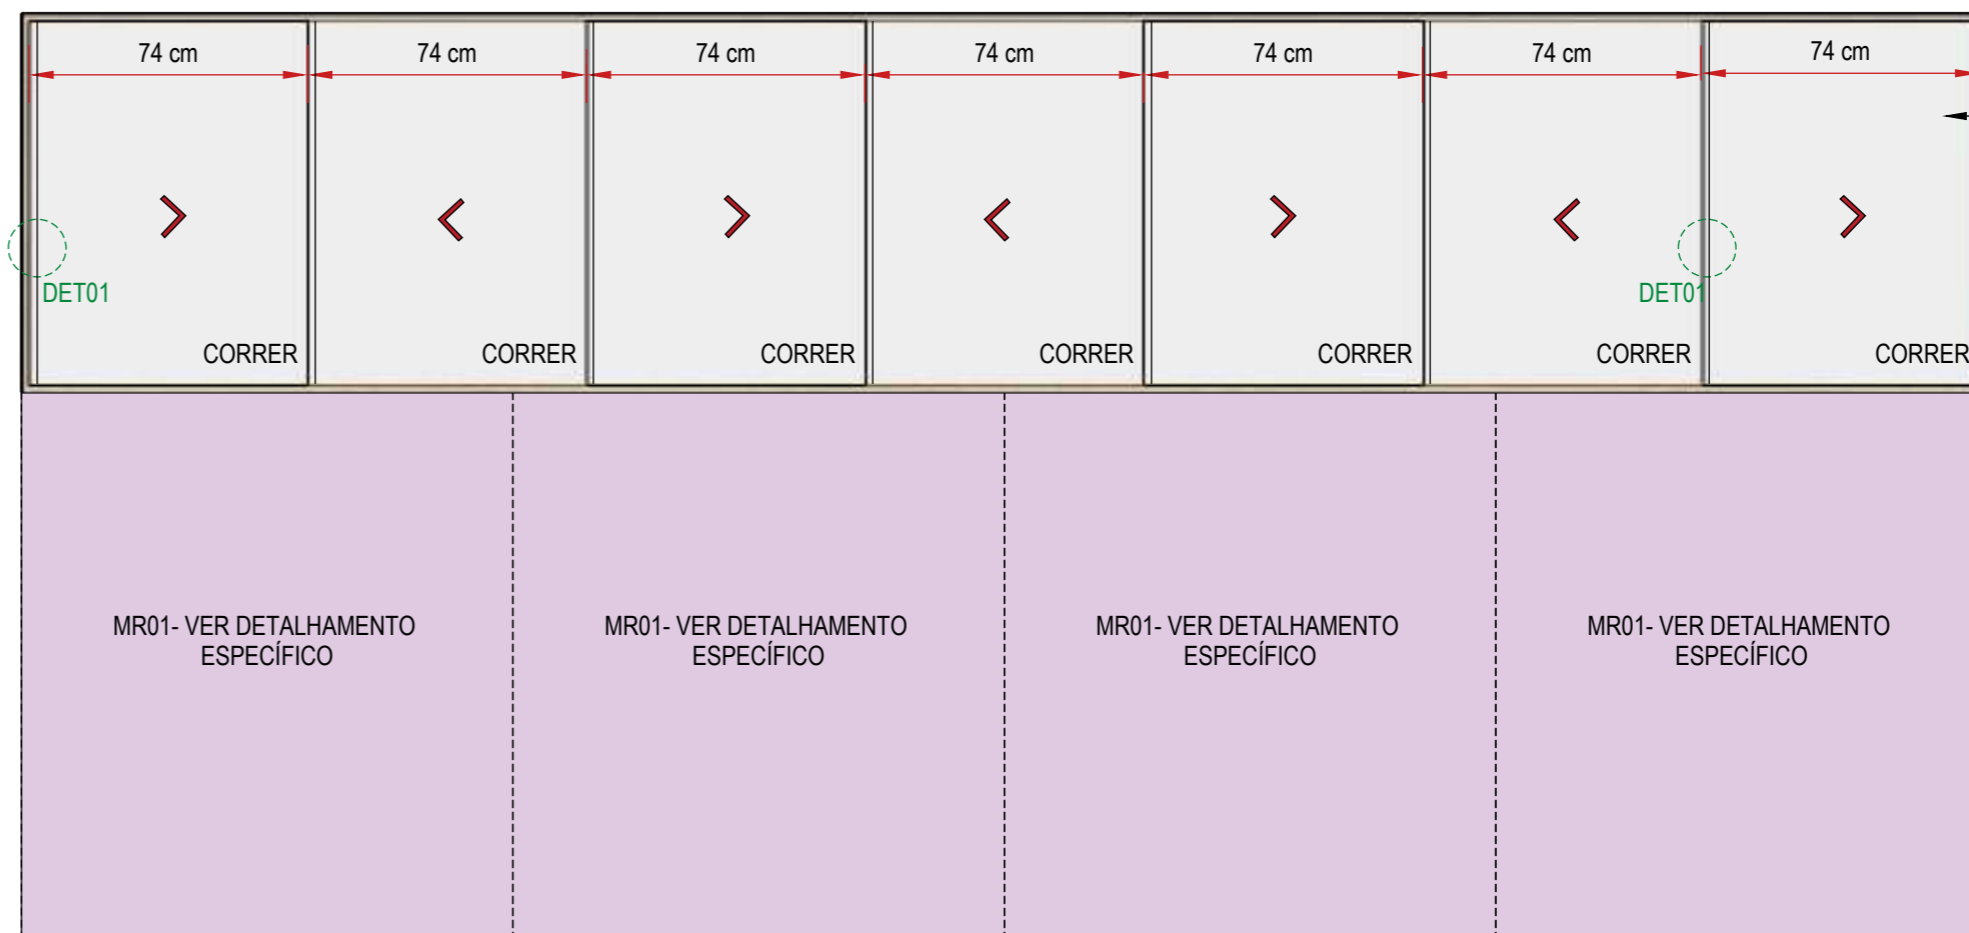 74 cm 74 cm 74 cm 74 cm 74 cm 74 cm 74 cm
DET01 DET01
CORRER CORRER CORRER CORRER CORRER CORRER CORRER
MR01- VER DETALHAMENTO
ESPECÍFICO
MR01- VER DETALHAMENTO
ESPECÍFICO
MR01- VER DETALHAMENTO
ESPECÍFICO
MR01- VER DETALHAMENTO
ESPECÍFICO